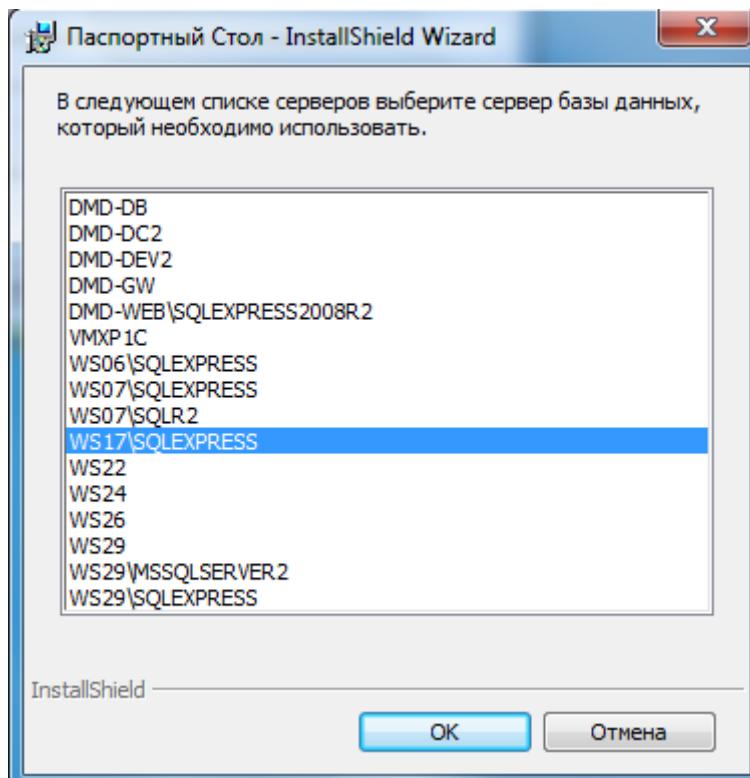 Паспортный Стол - InstallShield Wizard
В следующем списке серверов выберите сервер базы данных,
который необходимо использовать.
DMD-DB
DMD-DC2
DMD-DEV2
DMD-GW
DMD-WEB\SQLEXPRESS2008R2
VMXP1C
WS06\SQLEXPRESS
WS07\SQLEXPRESS
WS07\SQLR2
WS17\SQLEXPRESS
WS22
WS24
WS26
WS29
WS29\MSSQLSERVER2
WS29\SQLEXPRESS
InstallShield
OK
Отмена